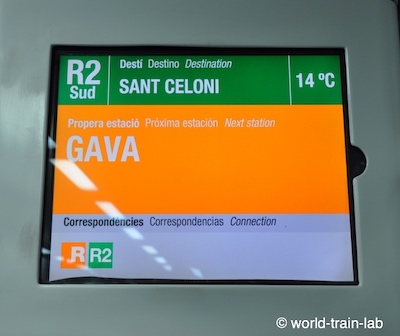 R2 Sud
Destí Destino Destination
SANT CELONI
14 ºC
Propera estació Próxima estación Next station
GAVA
Correspondències Correspondencias Connection
R R2
© world-train-lab